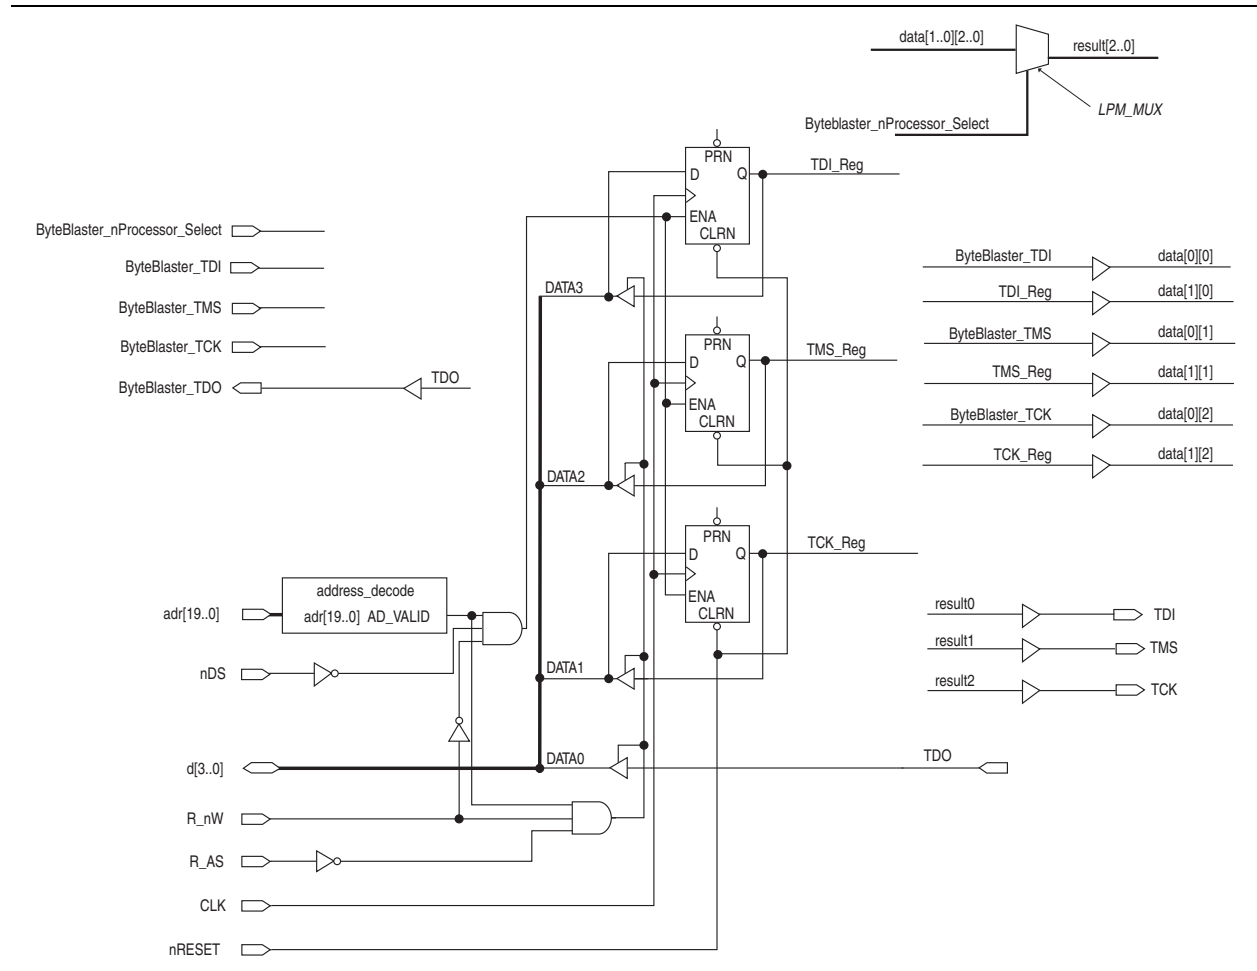 data[1..0][2..0]
result[2..0]
LPM_MUX
Byteblaster_nProcessor_Select
PRN
D
Q
TDI_Reg
ENA
CLRN
ByteBlaster_nProcessor_Select
ByteBlaster_TDI
ByteBlaster_TMS
ByteBlaster_TCK
ByteBlaster_TDO
TDO
DATA3
PRN
D
Q
TMS_Reg
ENA
CLRN
DATA2
ByteBlaster_TDI
data[0][0]
TDI_Reg
data[1][0]
ByteBlaster_TMS
data[0][1]
TMS_Reg
data[1][1]
ByteBlaster_TCK
data[0][2]
TCK_Reg
data[1][2]
PRN
D
Q
TCK_Reg
ENA
CLRN
address_decode
adr[19..0]
adr[19..0] AD_VALID
nDS
DATA1
result0
TDI
result1
TMS
result2
TCK
d[3..0]
DATA0
TDO
R_nW
R_AS
CLK
nRESET